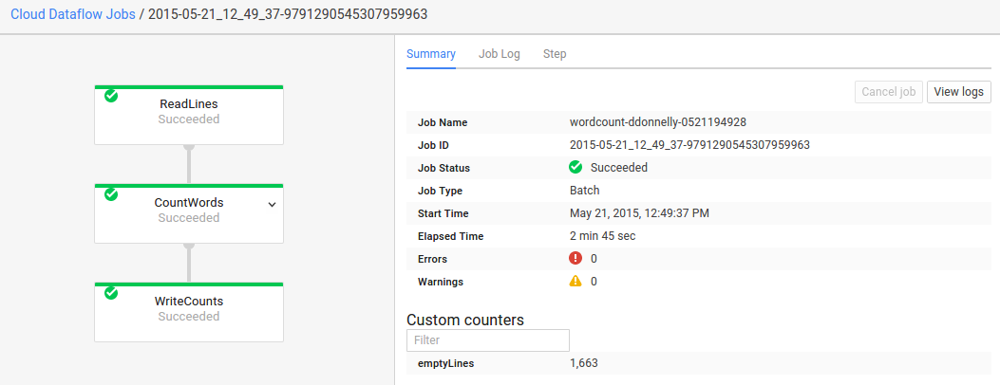 Cloud Dataflow Jobs / 2015-05-21_12_49_37-9791290545307959963
ReadLines
Succeeded
CountWords
Succeeded
WriteCounts
Succeeded
Summary Job Log Step
Cancel job View logs
Job Name wordcount-ddonnelly-0521194928
Job ID 2015-05-21_12_49_37-9791290545307959963
Job Status Succeeded
Job Type Batch
Start Time May 21, 2015, 12:49:37 PM
Elapsed Time 2 min 45 sec
Errors 0
Warnings 0
Custom counters
Filter
emptyLines 1,663